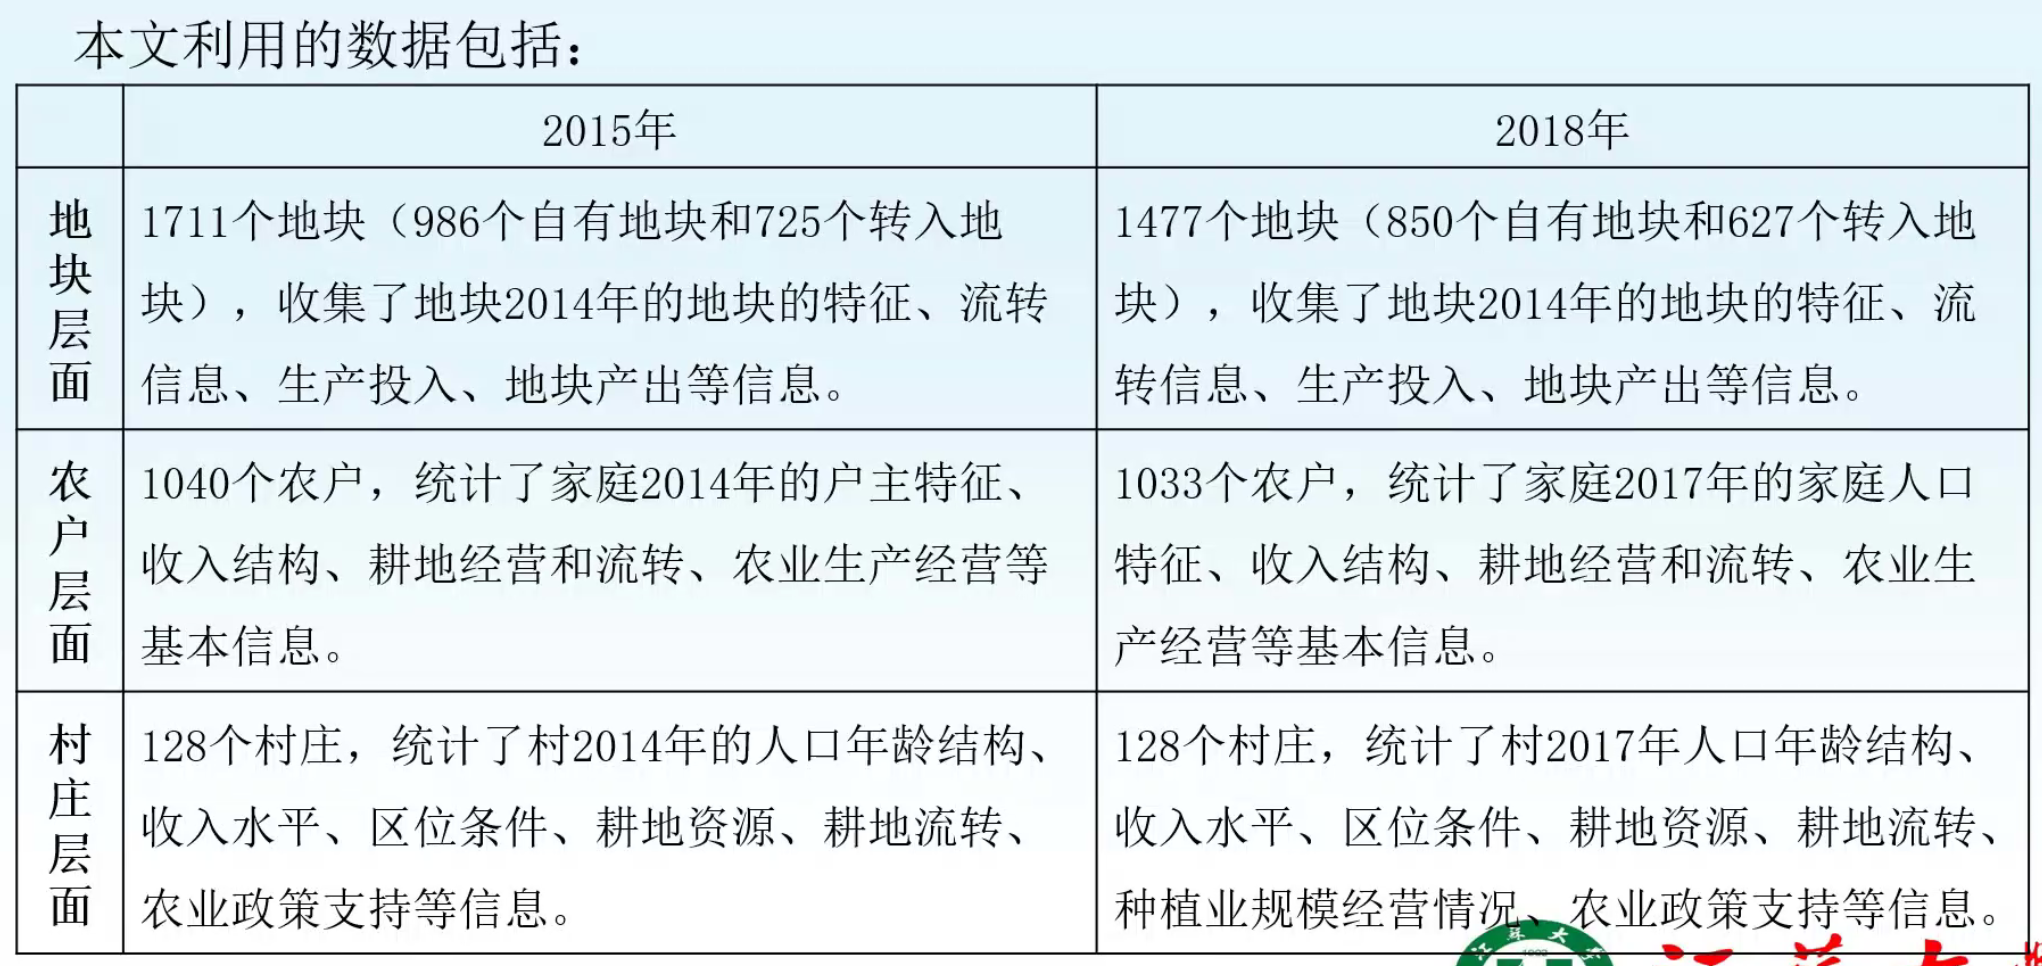 本文利用的数据包括：
2015年
2018年
地块层面
1711个地块（986个自有地块和725个转入地
块），收集了地块2014年的地块的特征、流转
信息、生产投入、地块产出等信息。
1477个地块（850个自有地块和627个转入地
块），收集了地块2014年的地块的特征、流
转信息、生产投入、地块产出等信息。
农户层面
1040个农户，统计了家庭2014年的户主特征、
收入结构、耕地经营和流转、农业生产经营等
基本信息。
1033个农户，统计了家庭2017年的家庭人口
特征、收入结构、耕地经营和流转、农业生
产经营等基本信息。
村庄层面
128个村庄，统计了村2014年的人口年龄结构、
收入水平、区位条件、耕地资源、耕地流转、
农业政策支持等信息。
128个村庄，统计了村2017年人口年龄结构、
收入水平、区位条件、耕地资源、耕地流转、
种植业规模经营情况、农业政策支持等信息。